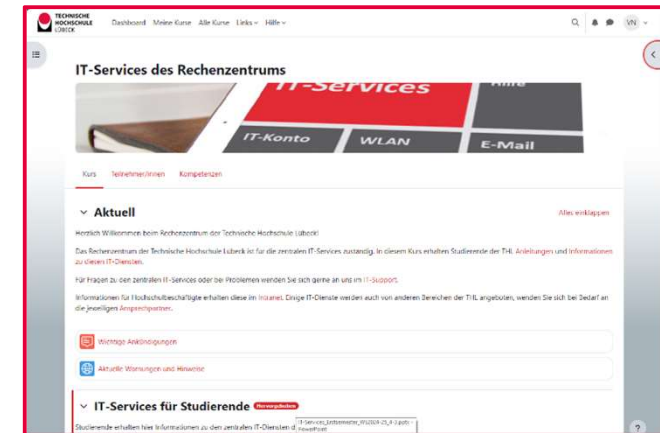 TECHNISCHE
HOCHSCHULE
LÜBECK
Dashboard Meine Kurse Alle Kurse Links Hilfe
VN
IT-Services des Rechenzentrums
IT-Services
Hilfe
IT-Konto
WLAN
E-Mail
Kurs Teilnehmer/innen Kompetenzen
Aktuell
Alles einklappen
Herzlich Willkommen beim Rechenzentrum der Technische Hochschule Lübeck!
Das Rechenzentrum der Technische Hochschule Lübeck ist für die zentralen IT-Services zuständig. In diesem Kurs erhalten Studierende der THL Anleitungen und Informationen
zu diesen IT-Diensten.
Für Fragen zu den zentralen IT-Services oder bei Problemen wenden Sie sich gerne an uns im IT-Support.
Informationen für Hochschulbeschäftigte erhalten diese im Intranet. Einige IT-Dienste werden auch von anderen Bereichen der THL angeboten, wenden Sie sich bei Bedarf an
die jeweiligen Ansprechpartner.
Wichtige Ankündigungen
Aktuelle Warnungen und Hinweise
IT-Services für Studierende Hervorgehoben
Studierende erhalten hier Informationen zu den zentralen IT-Diensten d
PowerPoint
?